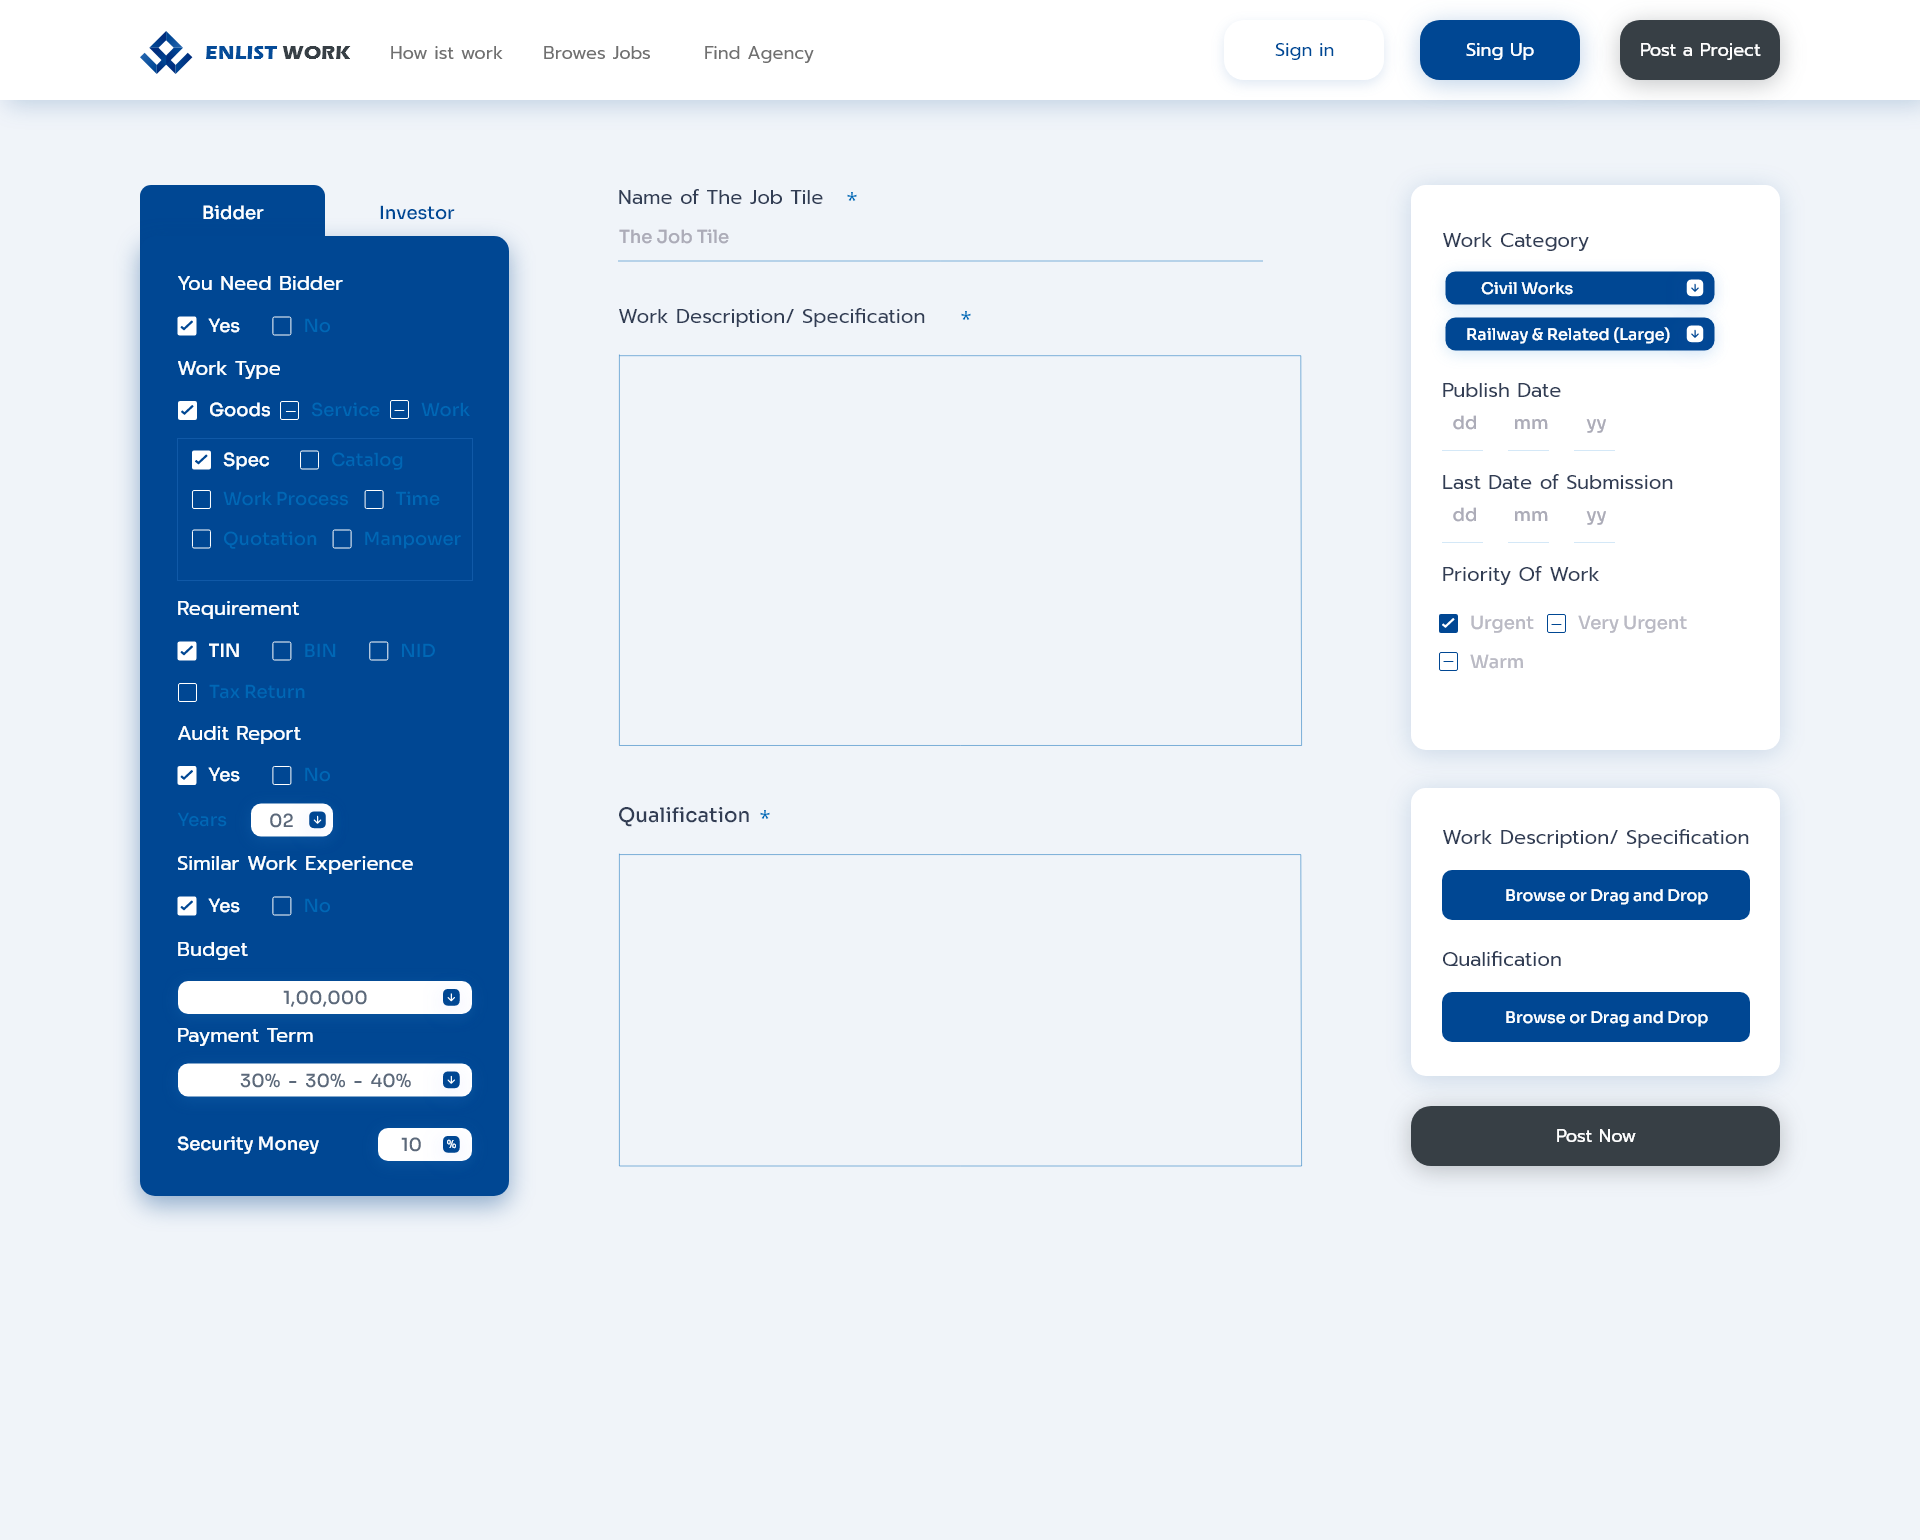 ENLIST WORK
How ist work
Browes Jobs
Find Agency
Sign in
Sing Up
Post a Project
Bidder
Investor
You Need Bidder
Yes
No
Work Type
Goods
Service
Work
Spec
Catalog
Work Process
Time
Quotation
Manpower
Requirement
TIN
BIN
NID
Tax Return
Audit Report
Yes
No
Years
02
Similar Work Experience
Yes
No
Budget
1,00,000
Payment Term
30% - 30% - 40%
Security Money
10
%
Name of The Job Tile *
The Job Tile
Work Description/ Specification *
Qualification *
Work Category
Civil Works
Railway & Related (Large)
Publish Date
dd mm yy
Last Date of Submission
dd mm yy
Priority Of Work
Urgent
Very Urgent
Warm
Work Description/ Specification
Browse or Drag and Drop
Qualification
Browse or Drag and Drop
Post Now